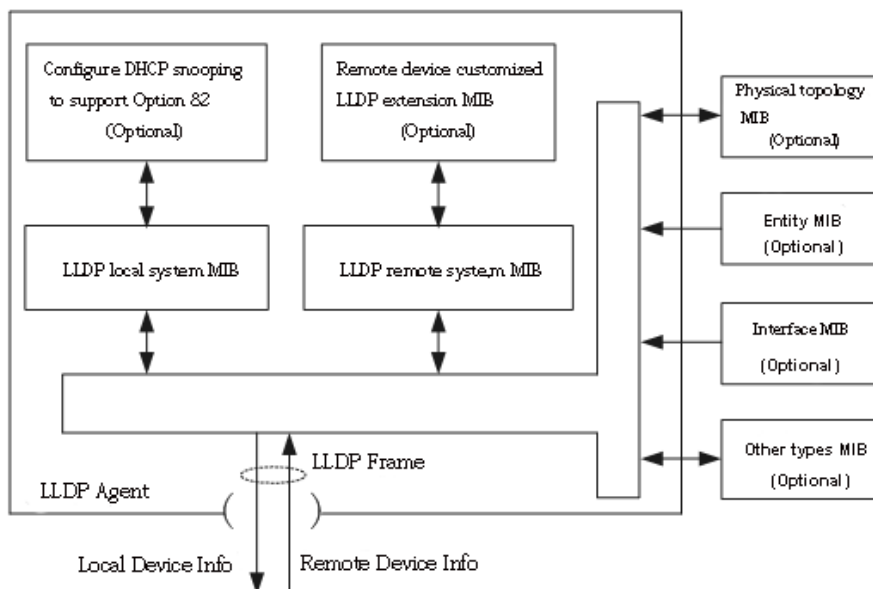 Configure DHCP snooping
to support Option 82
(Optional)
Remote device customized
LLDP extension MIB
(Optional)
Physical topology
MIB
(Optional)
Entity MIB
(Optional)
LLDP local system MIB
LLDP remote syste,m MIB
Interface MIB
(Optional)
Other types MIB
(Optional)
LLDP Frame
LLDP Agent
Local Device Info
Remote Device Info